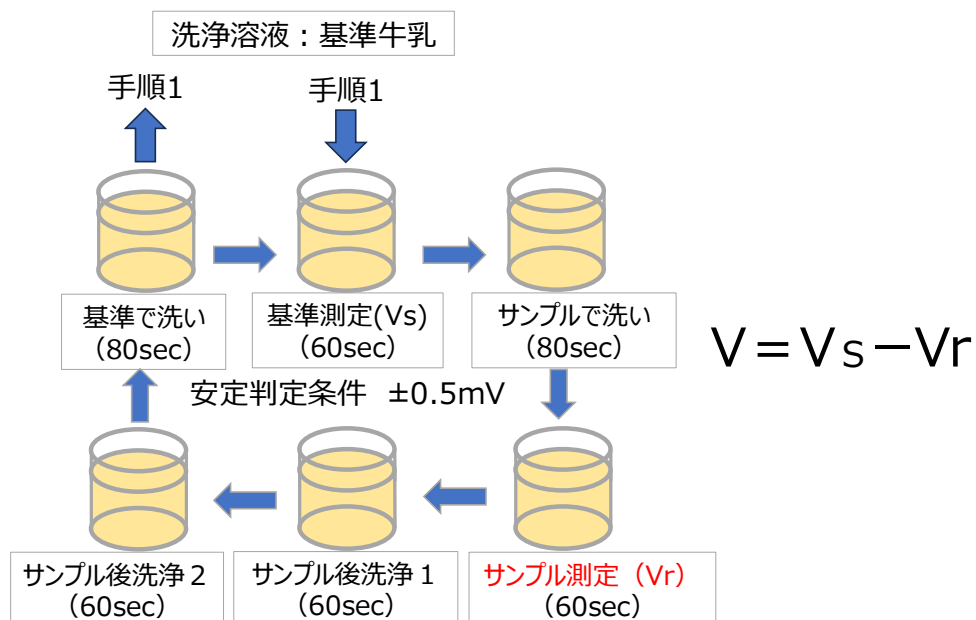 洗浄溶液：基準牛乳
手順1
手順1
基準で洗い
（80sec）
基準測定(Vs)
（60sec）
サンプルで洗い
（80sec）
V＝Vs－Vr
安定判定条件 ±0.5mV
サンプル後洗浄２
（60sec）
サンプル後洗浄１
（60sec）
サンプル測定（Vr）
（60sec）